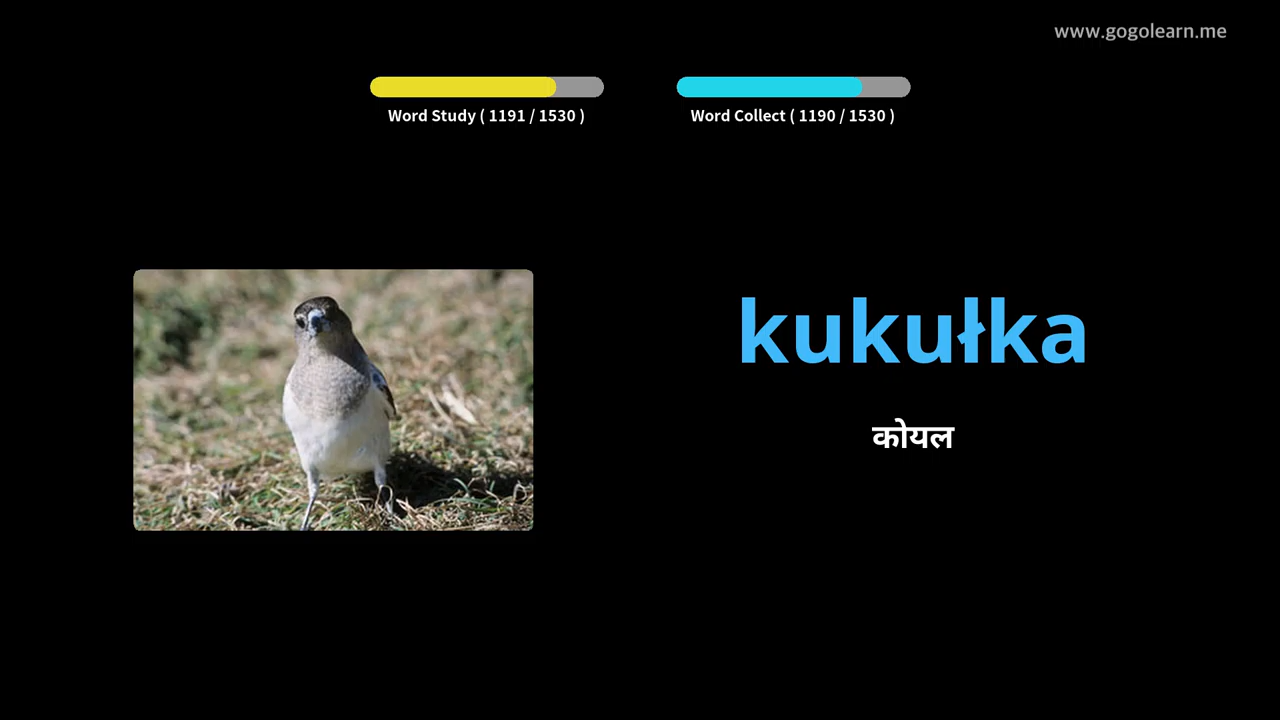 www.gogolearn.me
Word Study ( 1191 / 1530 )
Word Collect ( 1190 / 1530 )
kukułka
कोयल